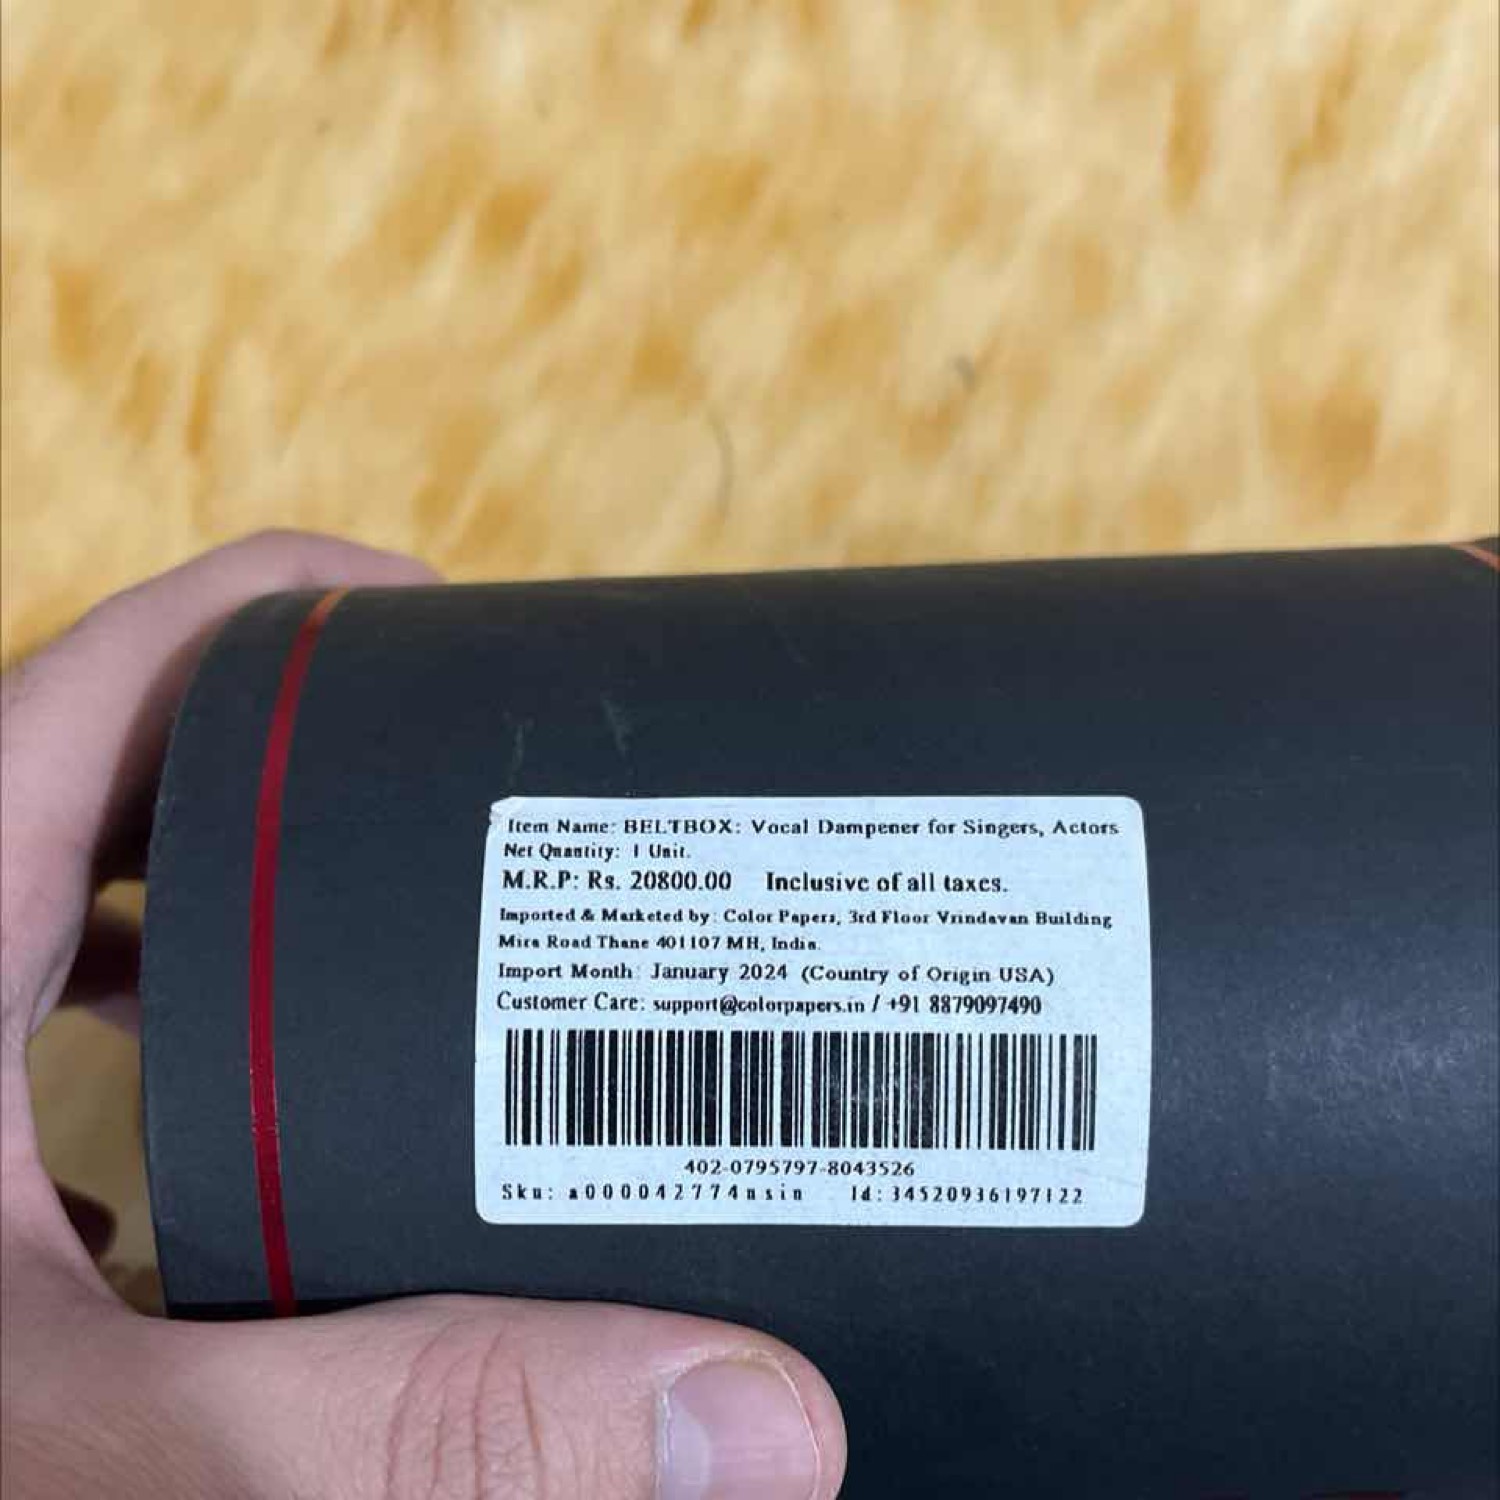 Item Name: BELTBOX: Vocal Dampener for Singers, Actors
Net Quantity: 1 Unit.
M.R.P: Rs. 20800.00 Inclusive of all taxes.
Imported & Marketed by: Color Papers, 3rd Floor Vrindavan Building
Mira Road Thane 401107 MH, India.
Import Month: January 2024 (Country of Origin USA)
Customer Care: support@colorpapers.in / +91 8879097490
402-0795797-8043526
Sku: a000042774usin Id: 34520936197122